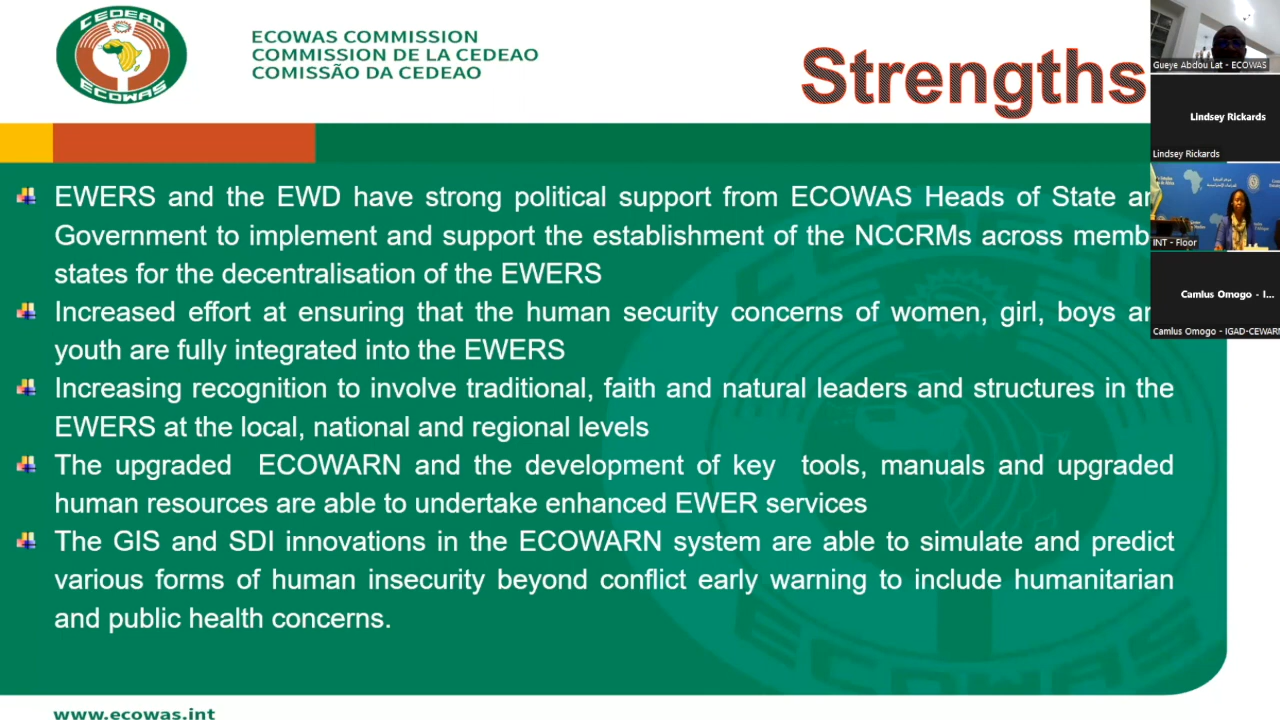 CEDEAO
ECOWAS
ECOWAS COMMISSION
COMMISSION DE LA CEDEAO
COMISSÃO DA CEDEAO
Strengths
Gueye Abdou Lat - ECOWAS
Lindsey Rickards
Lindsey Rickards
INT - Floor
Camlus Omogo - I...
Camlus Omogo - IGAD-CEWARN
EWERS and the EWD have strong political support from ECOWAS Heads of State an
Government to implement and support the establishment of the NCCRMs across memb
states for the decentralisation of the EWERS
Increased effort at ensuring that the human security concerns of women, girl, boys an
youth are fully integrated into the EWERS
Increasing recognition to involve traditional, faith and natural leaders and structures in the
EWERS at the local, national and regional levels
The upgraded ECOWARN and the development of key tools, manuals and upgraded
human resources are able to undertake enhanced EWER services
The GIS and SDI innovations in the ECOWARN system are able to simulate and predict
various forms of human insecurity beyond conflict early warning to include humanitarian
and public health concerns.
ECOWAS
www.ecowas.int